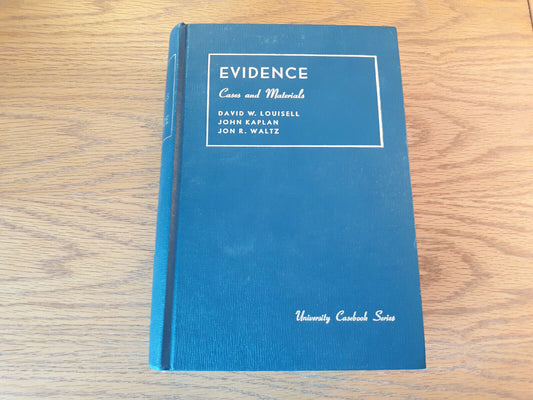 EVIDENCE
Cases and Materials
DAVID W. LOUISELL
JOHN KAPLAN
JON R. WALTZ
University Casebook Series